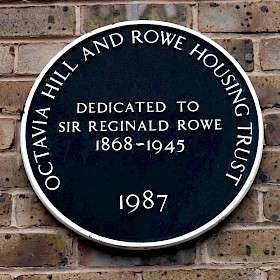 OCTAVIA HILL AND ROWE HOUSING TRUST
DEDICATED TO
SIR REGINALD ROWE
1868-1945
1987